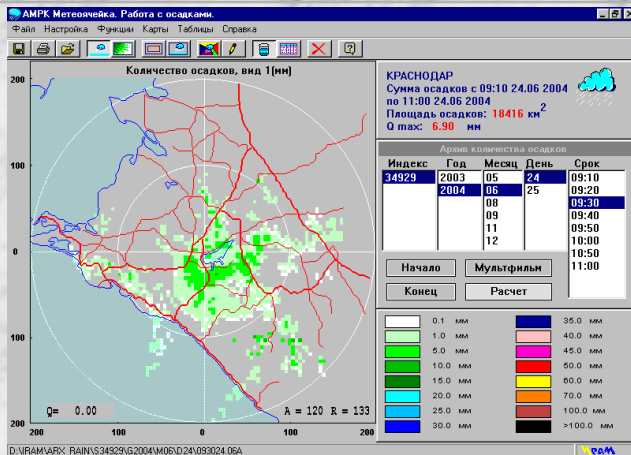 АМРК Метеоячейка. Работа с осадками.
Файл Настройка Функции Карты Таблицы Справка
Количество осадков, вид 1(мм)
200
100
0
100
200
200 100 0 100 200
Q= 0.00
A = 120 R = 133
КРАСНОДАР
Сумма осадков с 09:10 24.06 2004
по 11:00 24.06 2004
Площадь осадков: 18416 км2
Q max: 6.90 мм
Архив количества осадков
Индекс Год Месяц День Срок
34929 2003 05 24 09:10
2004 06 25 09:20
08 09:30
09 09:40
11 09:50
12 10:00
10:50
11:00
Начало Мультфильм
Конец Расчет
0.1 мм 35.0 мм
1.0 мм 40.0 мм
5.0 мм 45.0 мм
10.0 мм 50.0 мм
15.0 мм 60.0 мм
20.0 мм 70.0 мм
25.0 мм 100.0 мм
30.0 мм >100.0 мм
D:\IRAM\ARX_RAIN\S34929\G2004\M06\D24\093024.06A